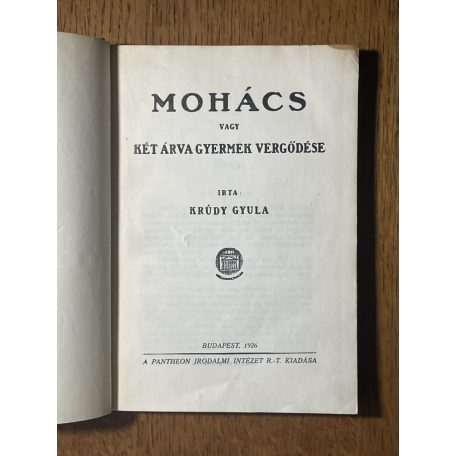 MOHÁCS
VAGY
KÉT ÁRVA GYERMEK VERGŐDÉSE
IRTA:
KRÚDY GYULA
BUDAPEST, 1926
A PANTHEON IRODALMI INTÉZET R.-T. KIADÁSA